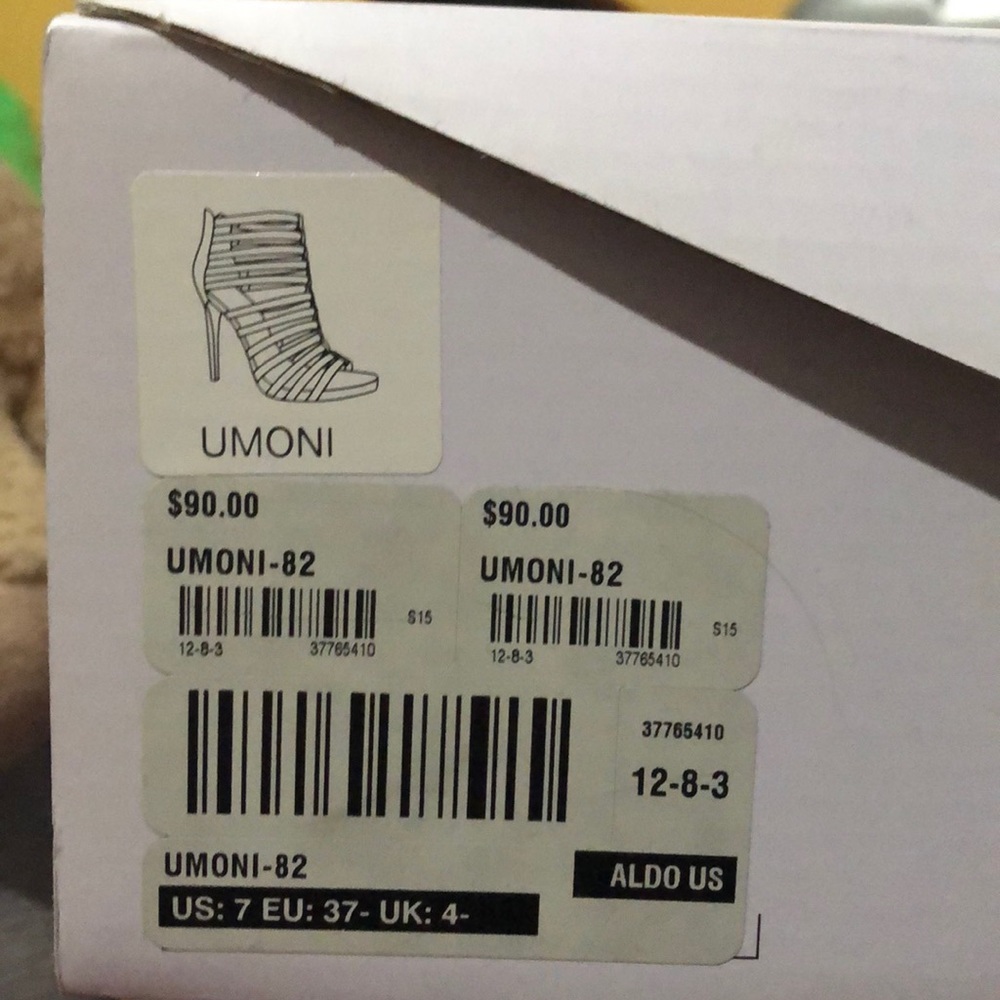 UMONI
$90.00
UMONI-82
S15
12-8-3 37765410
$90.00
UMONI-82
S15
12-8-3 37765410
37765410
12-8-3
UMONI-82
ALDO US
US: 7 EU: 37- UK: 4-